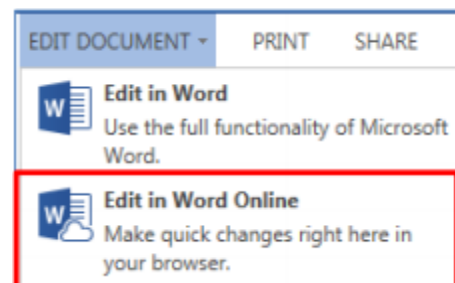 EDIT DOCUMENT PRINT SHARE
Edit in Word
Use the full functionality of Microsoft
Word.
Edit in Word Online
Make quick changes right here in
your browser.